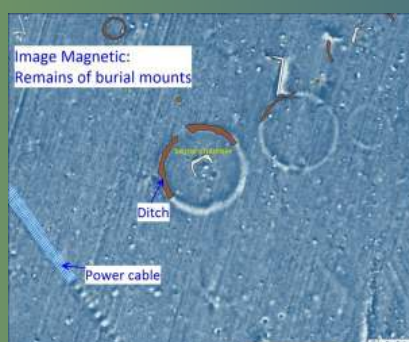 Image Magnetic:
Remains of burial mounts
Ditch
Power cable